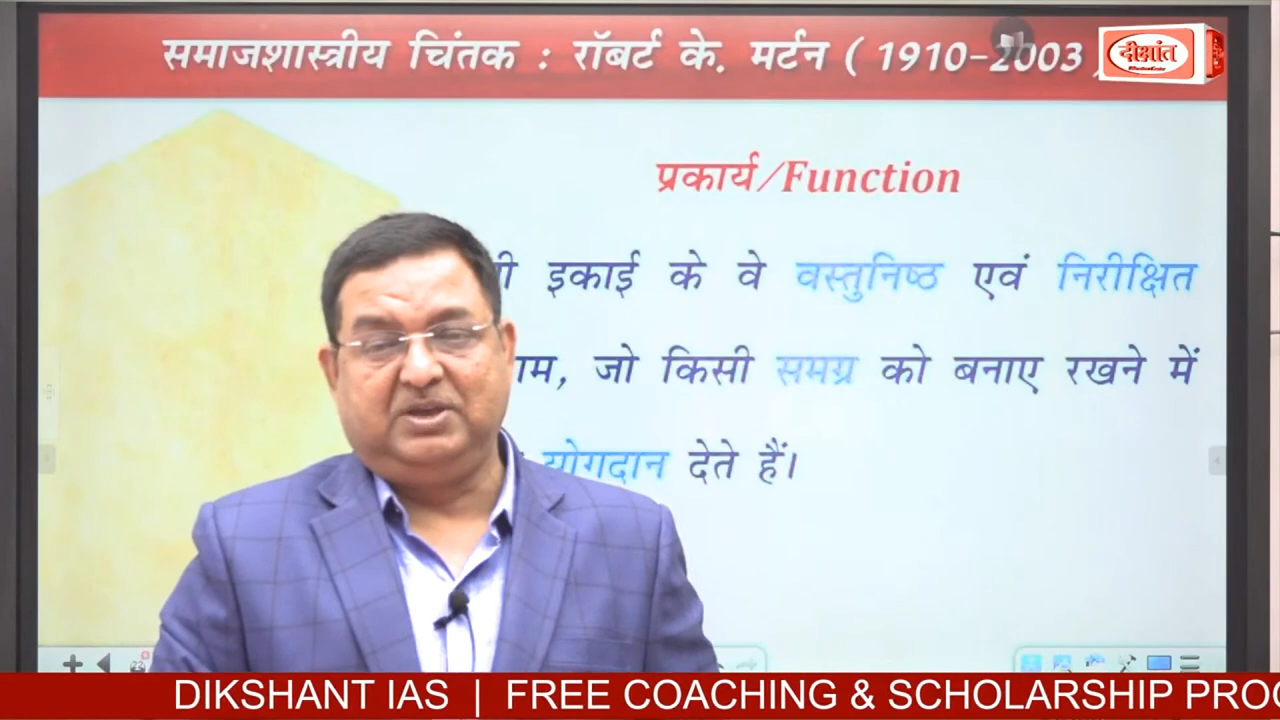 समाजशास्त्रीय चिंतक : रॉबर्ट के. मर्टन ( 1910-2003 )
दीक्षांत
प्रकार्य/Function
इकाई के वे वस्तुनिष्ठ एवं निरीक्षित
जो किसी समग्र को बनाए रखने में
योगदान देते हैं।
DIKSHANT IAS | FREE COACHING & SCHOLARSHIP